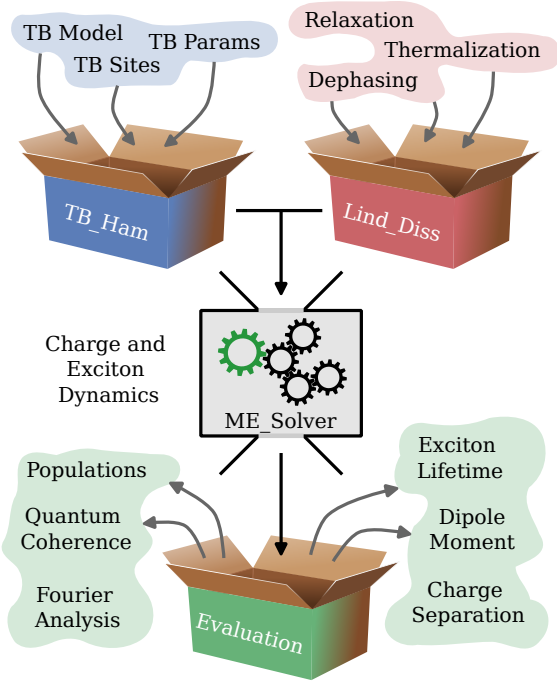 TB Model
TB Params
TB Sites
Relaxation
Thermalization
Dephasing
TB_Ham
Lind_Diss
Charge and
Exciton
Dynamics
ME_Solver
Populations
Quantum
Coherence
Fourier
Analysis
Exciton
Lifetime
Dipole
Moment
Charge
Separation
Evaluation